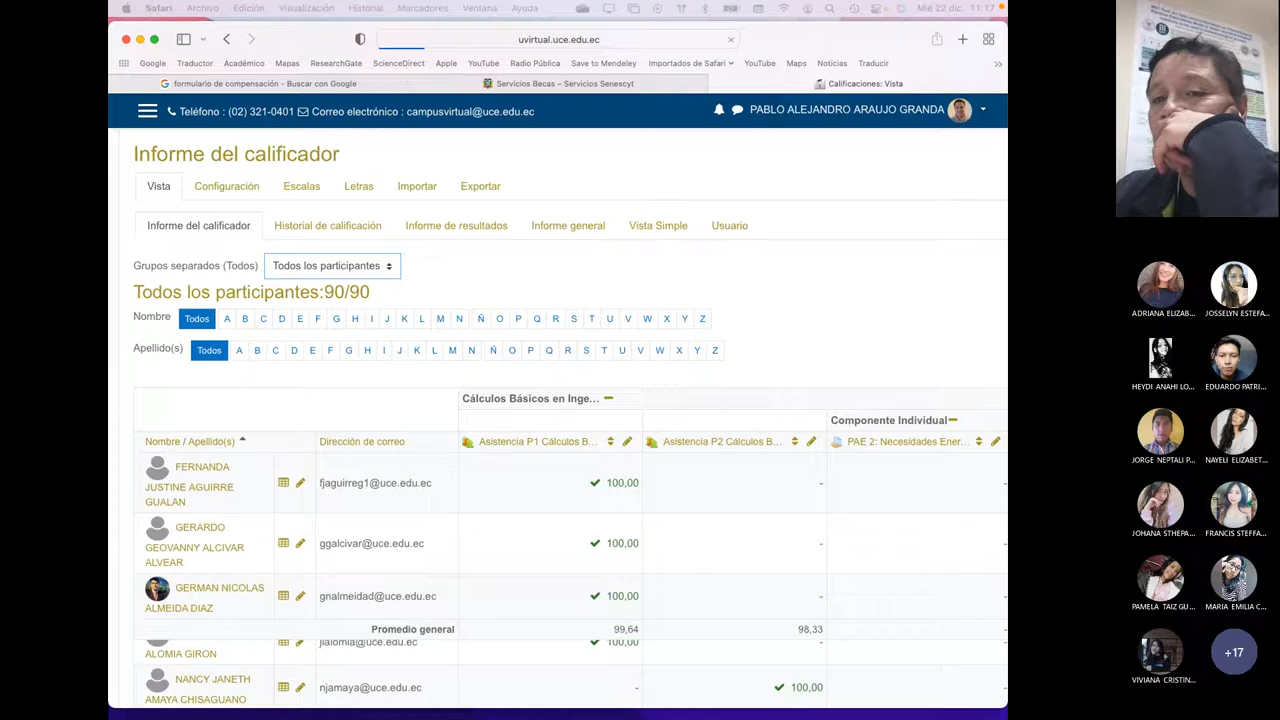 Safari Archivo Edición Visualización Historial Marcadores Ventana Ayuda Mié 22 dic. 11:17
uvirtual.uce.edu.ec
Google Traductor Académico Mapas ResearchGate ScienceDirect Apple YouTube Radio Pública Save to Mendeley Importados de Safari YouTube Maps Noticias Traducir
formulario de compensación - Buscar con Google Servicios Becas – Servicios Senescyt Calificaciones: Vista
Teléfono : (02) 321-0401 Correo electrónico : campusvirtual@uce.edu.ec PABLO ALEJANDRO ARAUJO GRANDA
Informe del calificador
Vista Configuración Escalas Letras Importar Exportar
Informe del calificador Historial de calificación Informe de resultados Informe general Vista Simple Usuario
Grupos separados (Todos) Todos los participantes
Todos los participantes:90/90
Nombre Todos A B C D E F G H I J K L M N Ñ O P Q R S T U V W X Y Z
Apellido(s) Todos A B C D E F G H I J K L M N Ñ O P Q R S T U V W X Y Z
Cálculos Básicos en Inge...
Componente Individual
Nombre / Apellido(s) Dirección de correo Asistencia P1 Cálculos B... Asistencia P2 Cálculos B... PAE 2: Necesidades Ener...
FERNANDA
JUSTINE AGUIRRE
GUALAN
fjaguirreg1@uce.edu.ec 100,00 - -
GERARDO
GEOVANNY ALCIVAR
ALVEAR
ggalcivar@uce.edu.ec 100,00 - -
GERMAN NICOLAS
ALMEIDA DIAZ
gnalmeidad@uce.edu.ec 100,00 - -
Promedio general 99,64 98,33 -
jlalomia@uce.edu.ec 100,00
ALOMIA GIRON
NANCY JANETH
AMAYA CHISAGUANO
njamaya@uce.edu.ec - 100,00 -
ADRIANA ELIZAB... JOSSELYN ESTEFA...
HEYDI ANAHI LO... EDUARDO PATRI...
JORGE NEPTALI P... NAYELI ELIZABET...
JOHANA STHEPA... FRANCIS STEFFA...
PAMELA TAIZ GU... MARIA EMILIA C...
VIVIANA CRISTIN... +17